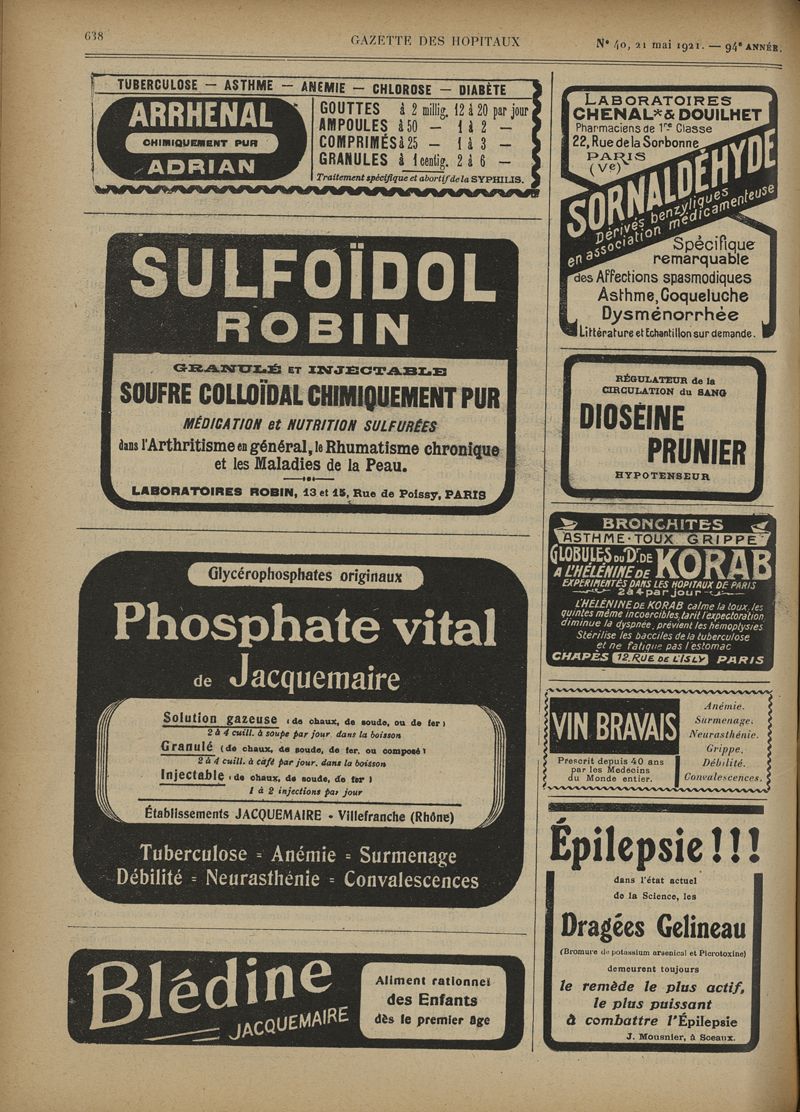 638
GAZETTE DES HOPITAUX
N° 40, 21 mai 1921. — 94e ANNÉE.
TUBERCULOSE — ASTHME — ANEMIE — CHLOROSE — DIABÈTE
ARRHENAL
CHIMIQUEMENT PUR
ADRIAN
GOUTTES à 2 millig. 12 à 20 par jour
AMPOULES à 50 — 1 à 2 —
COMPRIMÉS à 25 — 1 à 3 —
GRANULES à 1 centig. 2 à 6 —
Traitement spécifique et abortif de la SYPHILIS.
SULFOÏDOL
ROBIN
GRANULÉ ET INJECTABLE
SOUFRE COLLOÏDAL CHIMIQUEMENT PUR
MÉDICATION et NUTRITION SULFURÉES
dans l'Arthritisme en général, le Rhumatisme chronique
et les Maladies de la Peau.
LABORATOIRES ROBIN, 13 et 15, Rue de Poissy, PARIS
Glycérophosphates originaux
Phosphate vital
de Jacquemaire
Solution gazeuse (de chaux, de soude, ou de fer)
2 à 4 cuill. à soupe par jour dans la boisson
Granulé (de chaux, de soude, de fer, ou composé)
2 à 4 cuill. à café par jour, dans la boisson
Injectable (de chaux, de soude, de fer)
1 à 2 injections par jour
Établissements JACQUEMAIRE - Villefranche (Rhône)
Tuberculose = Anémie = Surmenage
Débilité = Neurasthénie = Convalescences
Blédine
JACQUEMAIRE
Aliment rationnel
des Enfants
dès le premier âge
LABORATOIRES
CHENAL* & DOUILHET
Pharmaciens de 1re Classe
22, Rue de la Sorbonne
PARIS
(Ve)
SORNALDÉHYDE
Dérivés benzyliques
en association médicamenteuse
Spécifique
remarquable
des Affections spasmodiques
Asthme, Coqueluche
Dysménorrhée
Littérature et Echantillon sur demande.
RÉGULATEUR de la
CIRCULATION du SANG
DIOSÉINE
PRUNIER
HYPOTENSEUR
BRONCHITES
ASTHME · TOUX GRIPPE
GLOBULES DU Dr. DE KORAB
A L'HÉLÉNINE DE
EXPÉRIMENTÉS DANS LES HOPITAUX DE PARIS
2 à 4 par jour
L'HÉLÉNINE DE KORAB calme la toux, les
quintes même incoercibles, tarit l'expectoration
diminue la dyspnée, prévient les hémoptysies
Stérilise les bacilles de la tuberculose
et ne fatigue pas l'estomac
CHAPÈS 12, RUE DE L'ISLY PARIS
VIN BRAVAIS
Prescrit depuis 40 ans
par les Médecins
du Monde entier.
Anémie.
Surmenage.
Neurasthénie.
Grippe.
Débilité.
Convalescences.
Épilepsie !!!
dans l'état actuel
de la Science, les
Dragées Gelineau
(Bromure de potassium arsenical et Picrotoxine)
demeurent toujours
le remède le plus actif,
le plus puissant
à combattre l'Épilepsie
J. Mousnier, à Sceaux.